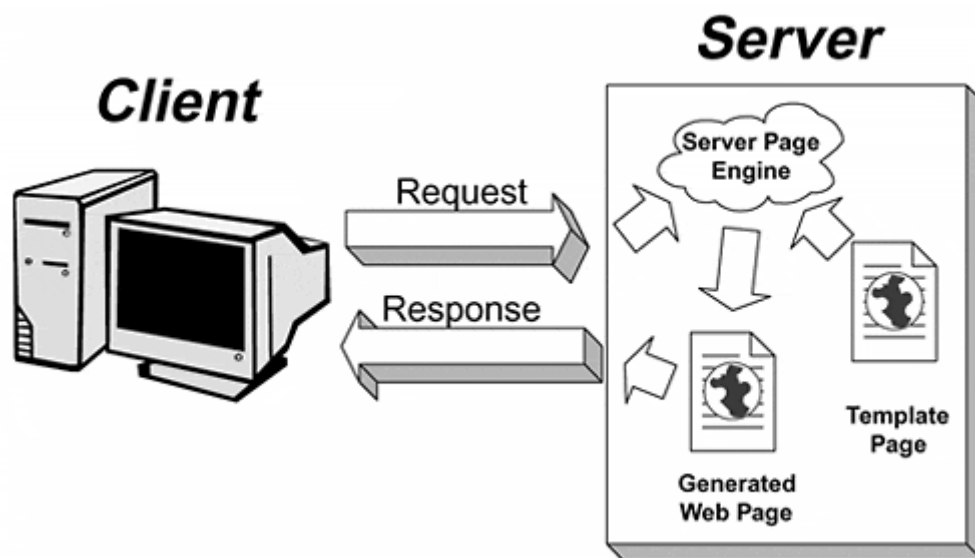 Server
Client
Server Page
Engine
Request
Response
Template
Page
Generated
Web Page